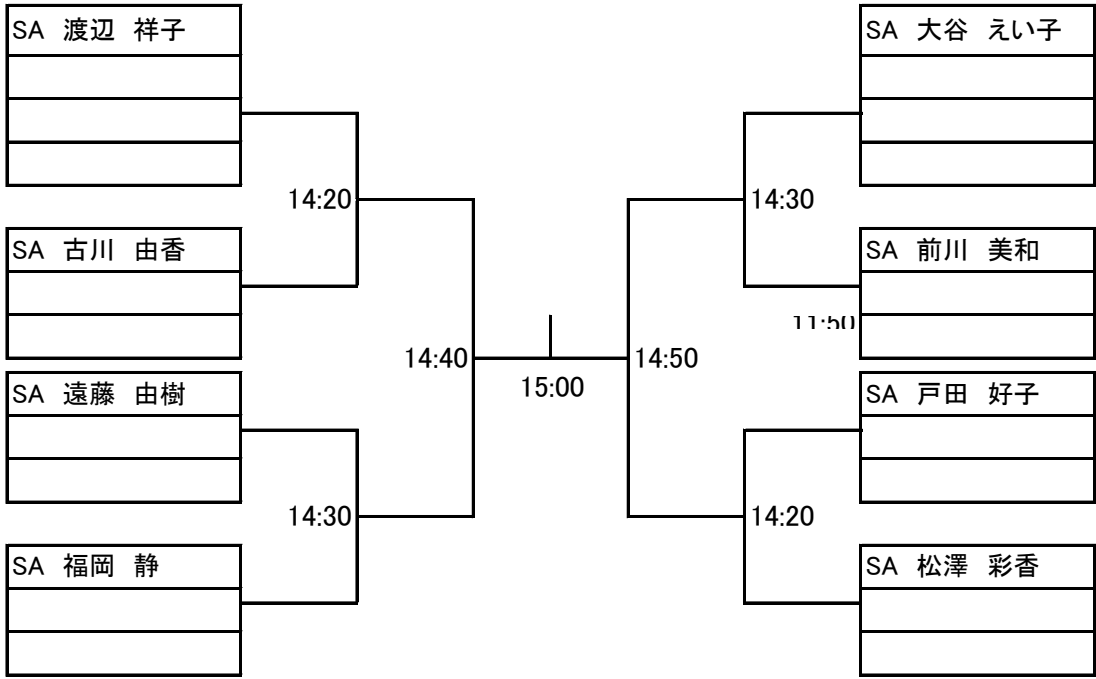 SA 渡辺 祥子
SA 大谷 えい子
14:20
14:30
SA 古川 由香
SA 前川 美和
11:50
14:40
14:50
15:00
SA 遠藤 由樹
SA 戸田 好子
14:30
14:20
SA 福岡 静
SA 松澤 彩香